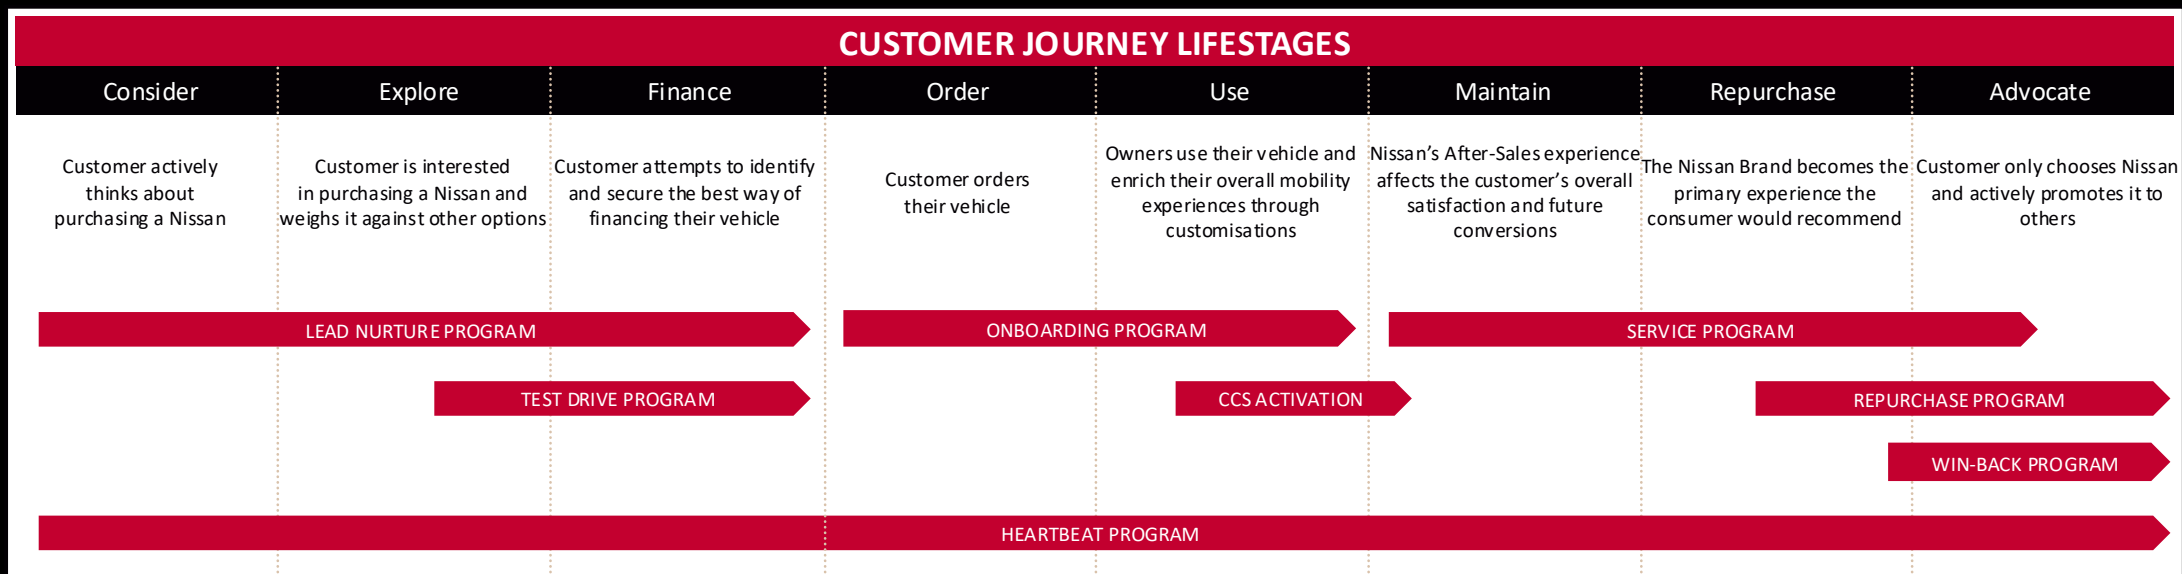 CUSTOMER JOURNEY LIFESTAGES
Consider
Explore
Finance
Order
Use
Maintain
Repurchase
Advocate
Customer actively
thinks about
purchasing a Nissan
Customer is interested
in purchasing a Nissan and
weighs it against other options
Customer attempts to identify
and secure the best way of
financing their vehicle
Customer orders
their vehicle
Owners use their vehicle and
enrich their overall mobility
experiences through
customisations
Nissan's After-Sales experience
affects the customer's overall
satisfaction and future
conversions
The Nissan Brand becomes the
primary experience the
consumer would recommend
Customer only chooses Nissan
and actively promotes it to
others
LEAD NURTURE PROGRAM
ONBOARDING PROGRAM
SERVICE PROGRAM
TEST DRIVE PROGRAM
CCS ACTIVATION
REPURCHASE PROGRAM
WIN-BACK PROGRAM
HEARTBEAT PROGRAM